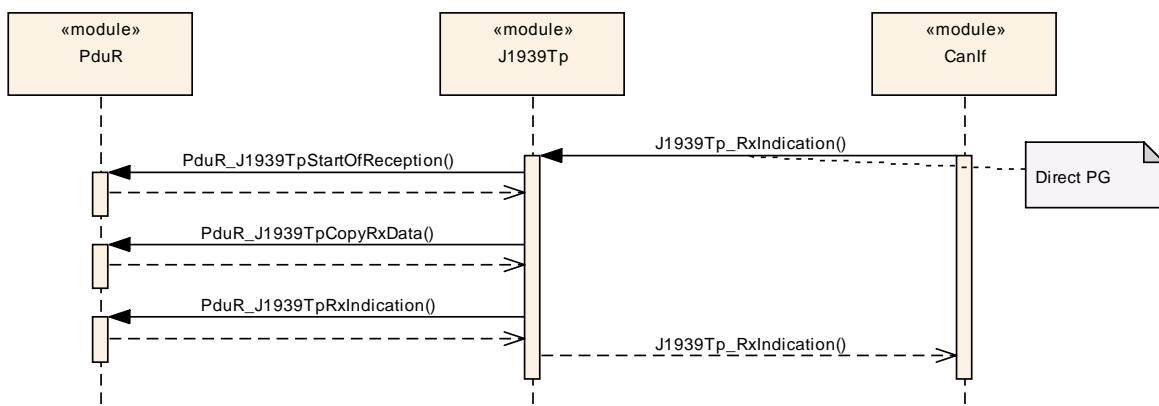 «module»
PduR
«module»
J1939Tp
«module»
CanIf
J1939Tp_RxIndication()
Direct PG
PduR_J1939TpStartOfReception()
PduR_J1939TpCopyRxData()
PduR_J1939TpRxIndication()
J1939Tp_RxIndication()